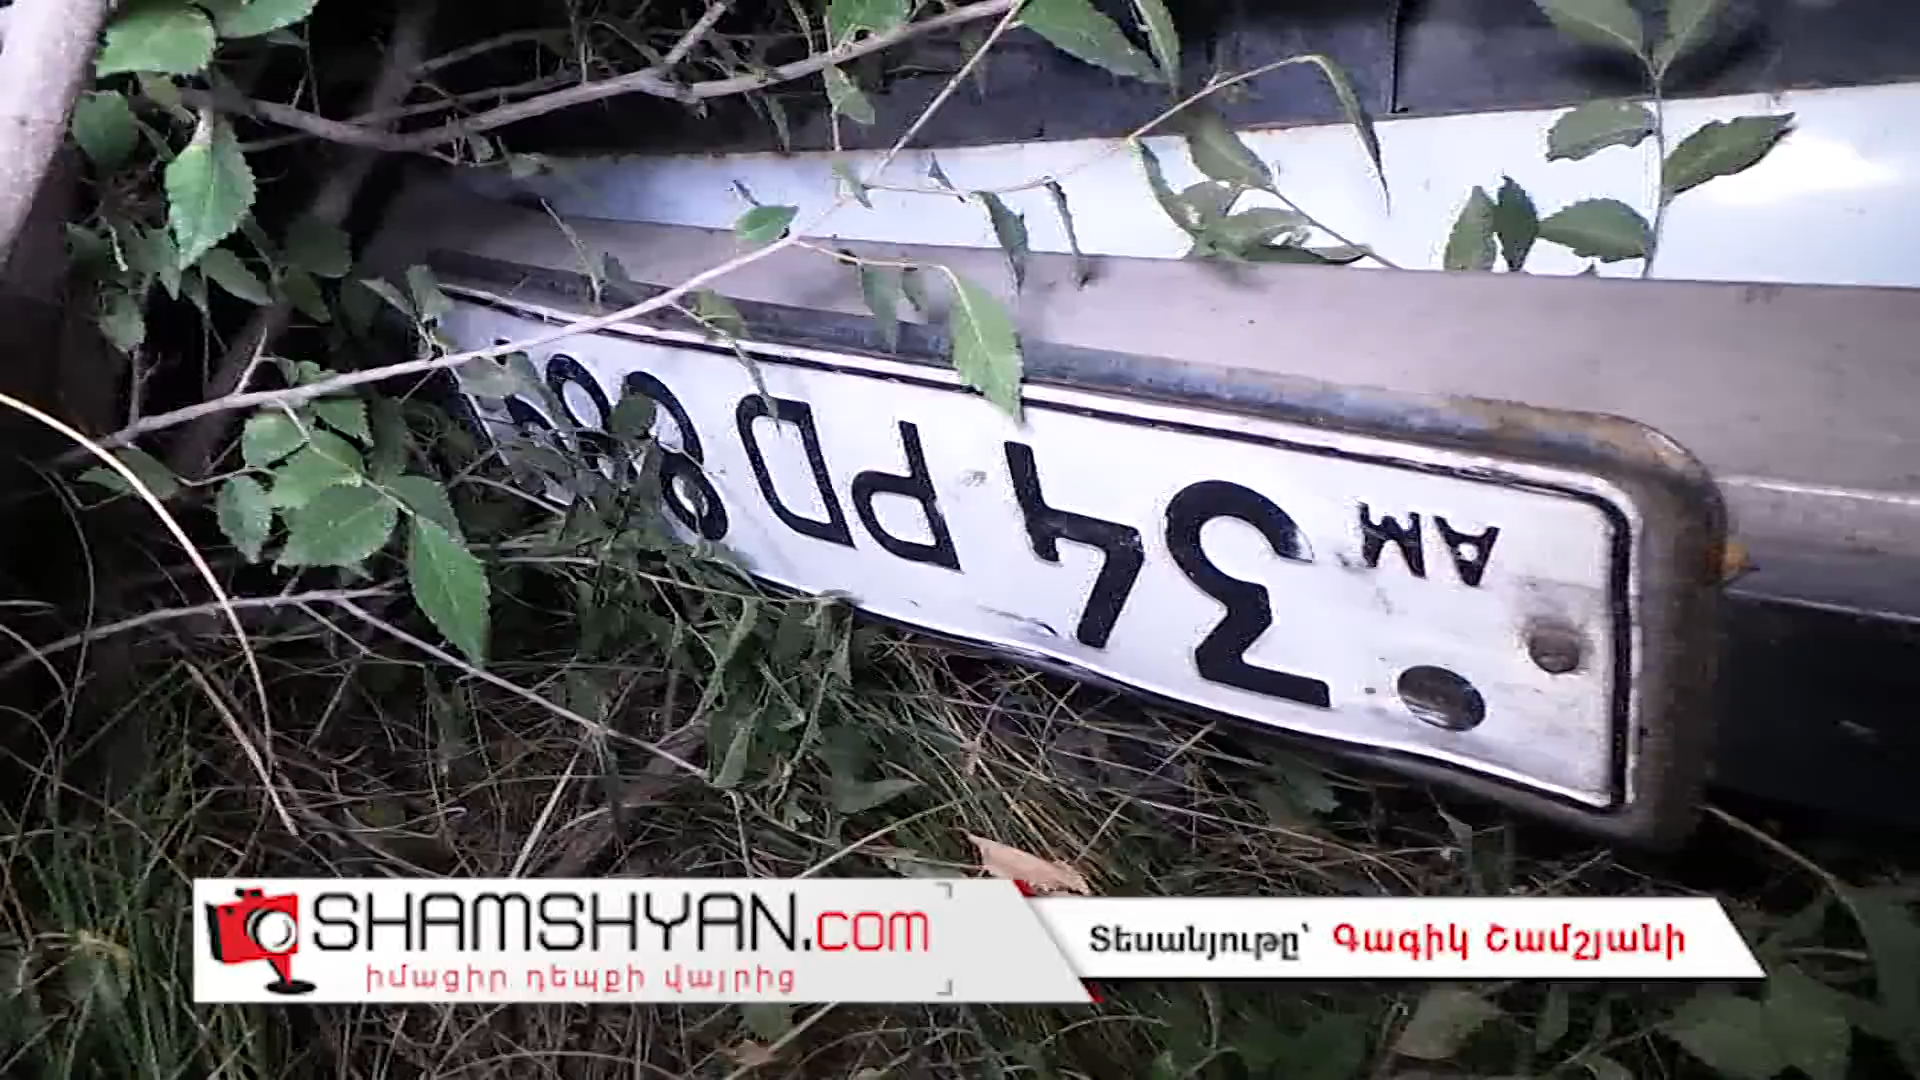 AM
34 PD
SHAMSHYAN.com
իմացիր դեպքի վայրից
Տեսանյութը՝ Գագիկ Շամշյանի